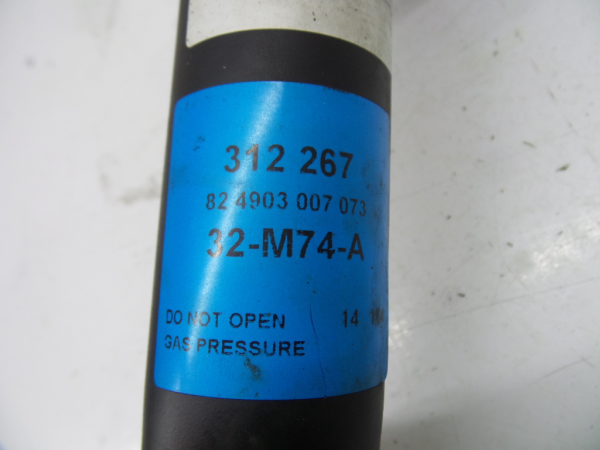 312 267
82 4903 007 073
32-M74-A
DO NOT OPEN 14
GAS PRESSURE